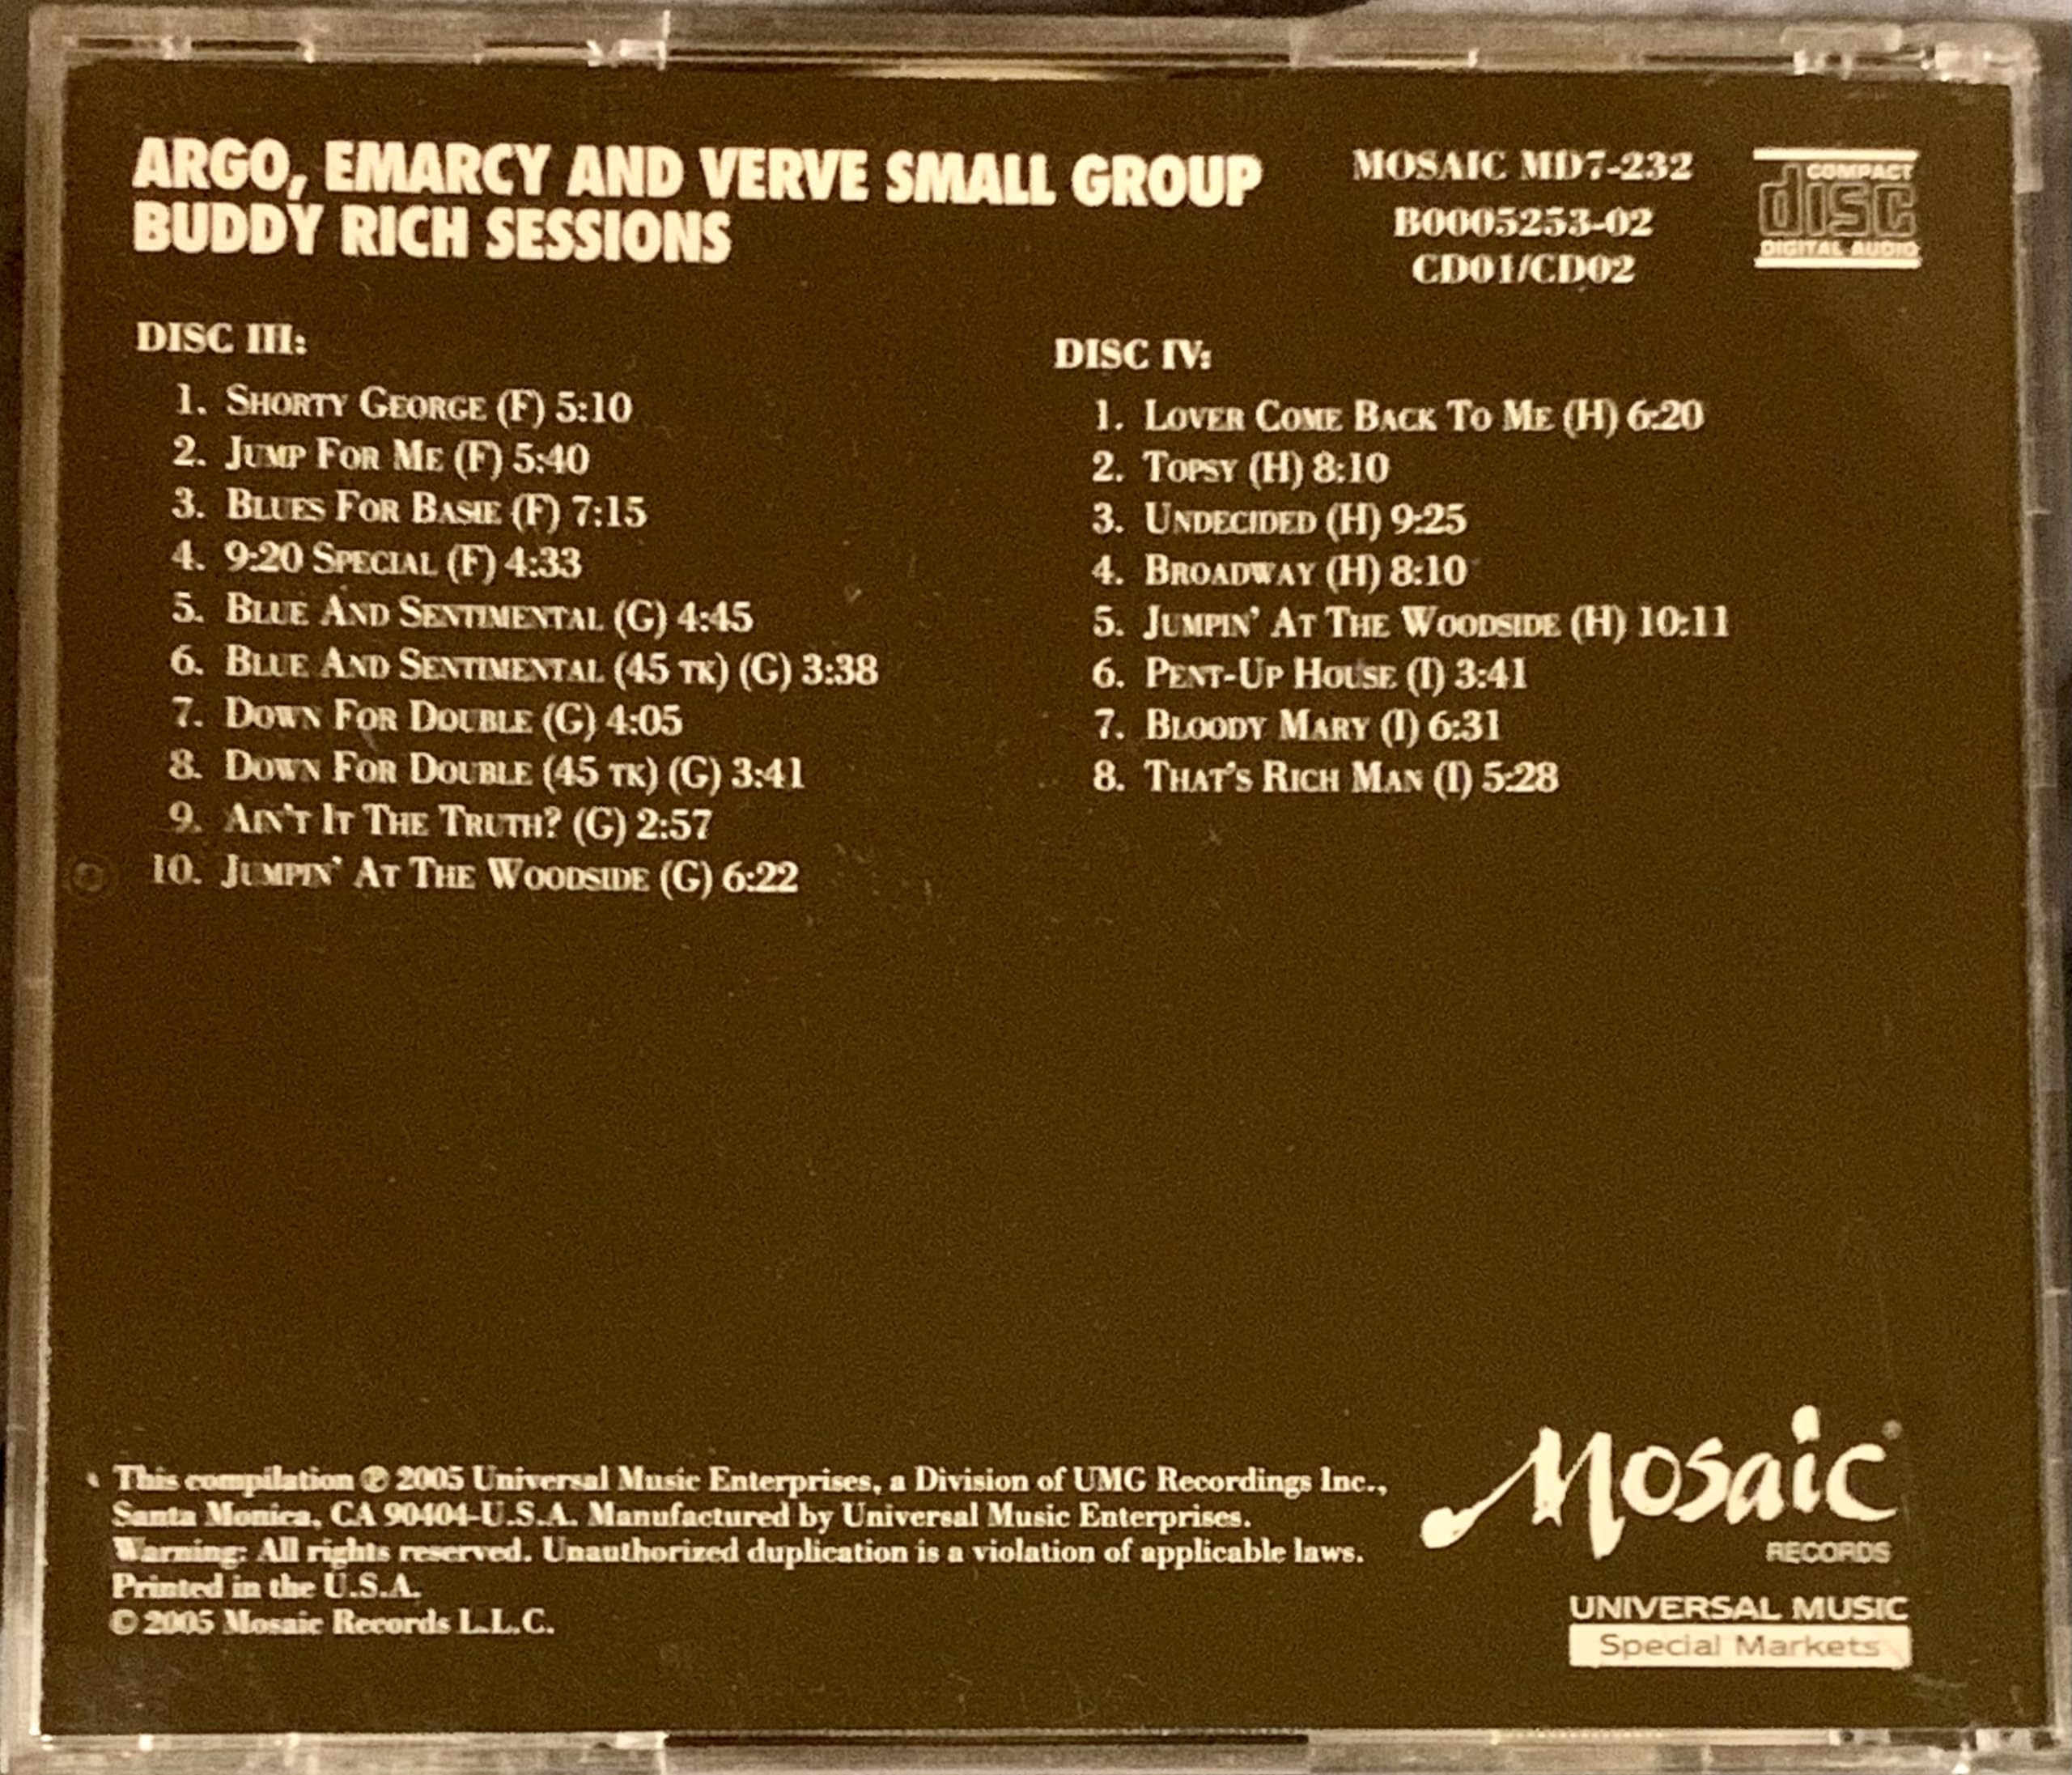 ARGO, EMARCY AND VERVE SMALL GROUP
BUDDY RICH SESSIONS
MOSAIC MD7-232
B0005253-02
CD01/CD02
COMPACT
disc
DIGITAL AUDIO
DISC III:
1. SHORTY GEORGE (F) 5:10
2. JUMP FOR ME (F) 5:40
3. BLUES FOR BASIE (F) 7:15
4. 9:20 SPECIAL (F) 4:33
5. BLUE AND SENTIMENTAL (G) 4:45
6. BLUE AND SENTIMENTAL (45 TK) (G) 3:38
7. DOWN FOR DOUBLE (G) 4:05
8. DOWN FOR DOUBLE (45 TK) (G) 3:41
9. AIN'T IT THE TRUTH? (G) 2:57
10. JUMPIN' AT THE WOODSIDE (G) 6:22
DISC IV:
1. LOVER COME BACK TO ME (H) 6:20
2. TOPSY (H) 8:10
3. UNDECIDED (H) 9:25
4. BROADWAY (H) 8:10
5. JUMPIN' AT THE WOODSIDE (H) 10:11
6. PENT-UP HOUSE (I) 3:41
7. BLOODY MARY (I) 6:31
8. THAT'S RICH MAN (I) 5:28
This compilation ℗ 2005 Universal Music Enterprises, a Division of UMG Recordings Inc.,
Santa Monica, CA 90404-U.S.A. Manufactured by Universal Music Enterprises.
Warning: All rights reserved. Unauthorized duplication is a violation of applicable laws.
Printed in the U.S.A.
© 2005 Mosaic Records L.L.C.
Mosaic®
RECORDS
UNIVERSAL MUSIC
Special Markets